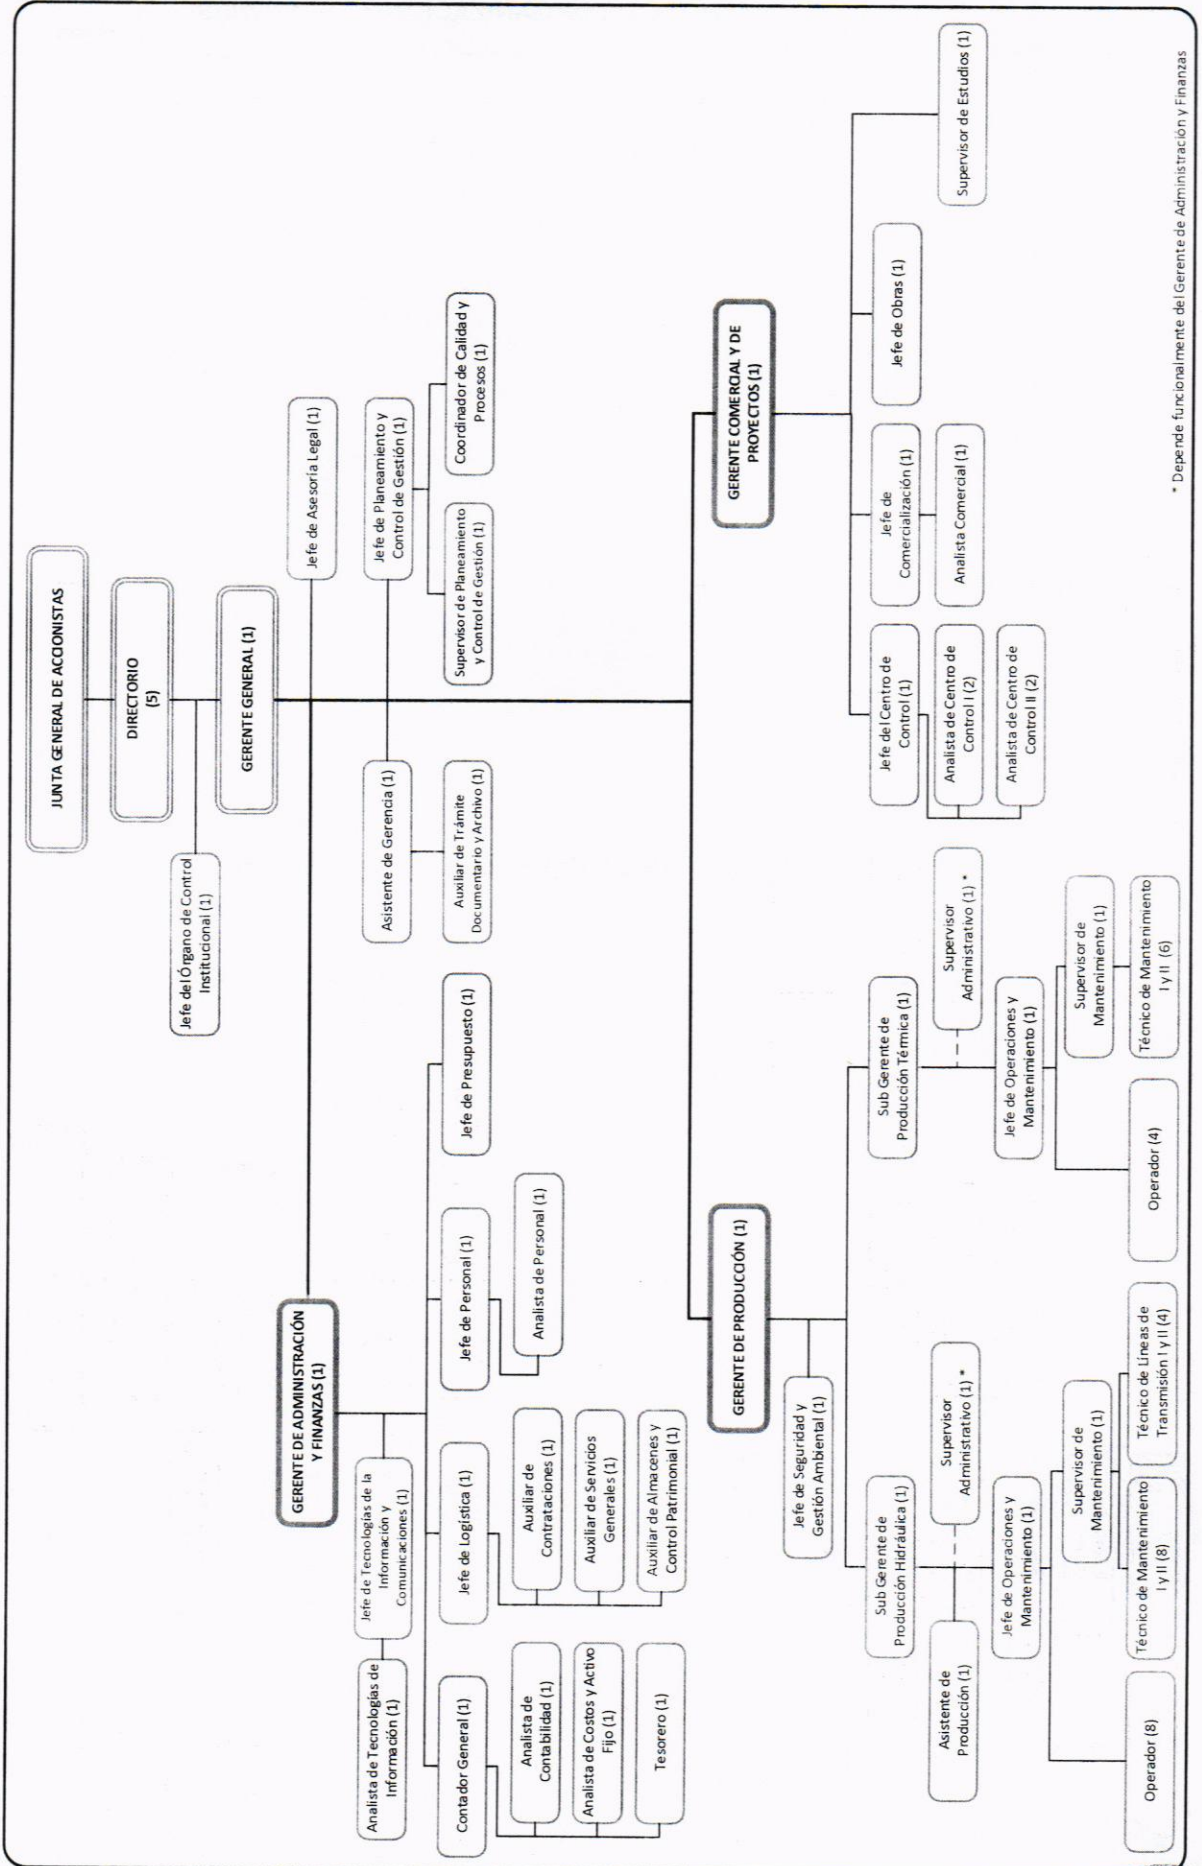 JUNTA GENERAL DE ACCIONISTAS
DIRECTORIO
(5)
Jefe del Órgano de Control
Institucional (1)
GERENTE GENERAL (1)
Jefe de Asesoría Legal (1)
Asistente de Gerencia (1)
Auxiliar de Trámite
Documentario y Archivo (1)
Jefe de Planeamiento y
Control de Gestión (1)
Supervisor de Planeamiento
y Control de Gestión (1)
Coordinador de Calidad y
Procesos (1)
GERENTE DE ADMINISTRACIÓN
Y FINANZAS (1)
Analista de Tecnologías de
Información (1)
Jefe de Tecnologías de la
Información y
Comunicaciones (1)
Contador General (1)
Analista de
Contabilidad (1)
Analista de Costos y Activo
Fijo (1)
Tesorero (1)
Jefe de Logística (1)
Auxiliar de
Contrataciones (1)
Auxiliar de Servicios
Generales (1)
Auxiliar de Almacenes y
Control Patrimonial (1)
Jefe de Personal (1)
Analista de Personal (1)
Jefe de Presupuesto (1)
GERENTE DE PRODUCCIÓN (1)
Jefe de Seguridad y
Gestión Ambiental (1)
Sub Gerente de
Producción Hidráulica (1)
Asistente de
Producción (1)
Supervisor
Administrativo (1) *
Jefe de Operaciones y
Mantenimiento (1)
Supervisor de
Mantenimiento (1)
Operador (8)
Técnico de Mantenimiento
I y II (8)
Técnico de Líneas de
Transmisión I y II (4)
Sub Gerente de
Producción Térmica (1)
Supervisor
Administrativo (1) *
Jefe de Operaciones y
Mantenimiento (1)
Supervisor de
Mantenimiento (1)
Operador (4)
Técnico de Mantenimiento
I y II (6)
GERENTE COMERCIAL Y DE
PROYECTOS (1)
Jefe del Centro de
Control (1)
Analista de Centro de
Control I (2)
Analista de Centro de
Control II (2)
Jefe de
Comercialización (1)
Analista Comercial (1)
Jefe de Obras (1)
Supervisor de Estudios (1)
* Depende funcionalmente del Gerente de Administración y Finanzas